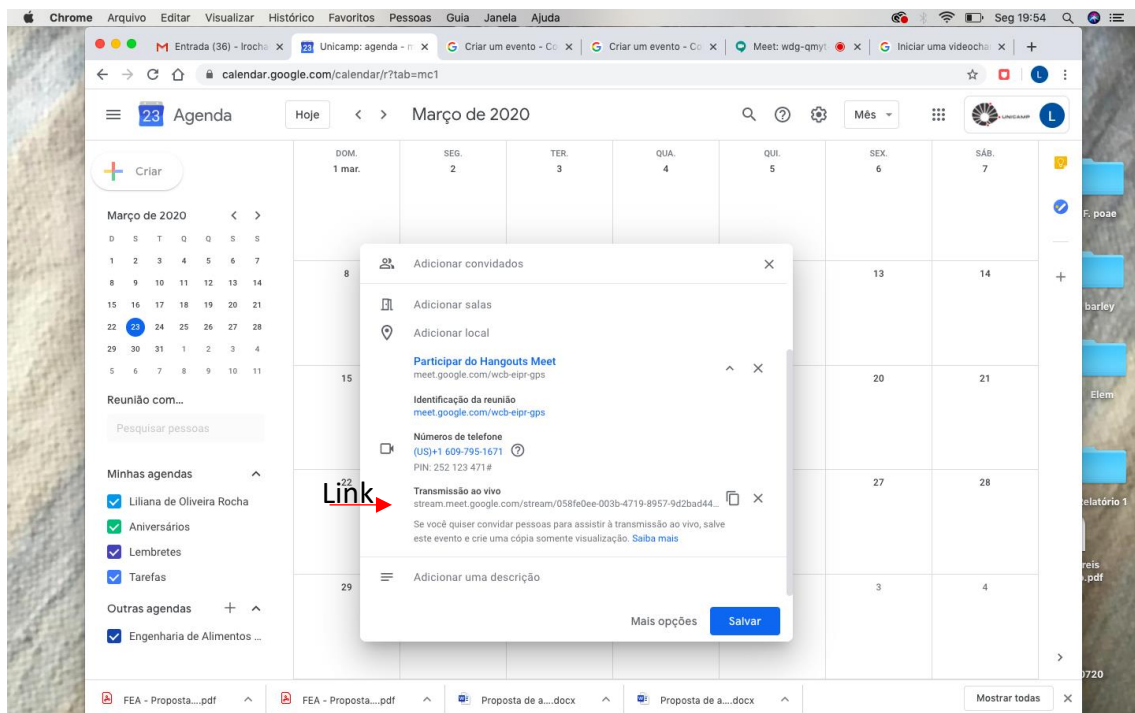 Chrome Arquivo Editar Visualizar Histórico Favoritos Pessoas Guia Janela Ajuda Seg 19:54
Entrada (36) - lrocha Unicamp: agenda - m Criar um evento - Co Criar um evento - Co Meet: wdg-qmyt Iniciar uma videocha
calendar.google.com/calendar/r?tab=mc1 L
23 Agenda Hoje Março de 2020 Mês UNICAMP L
Criar
DOM. SEG. TER. QUA. QUI. SEX. SÁB.
1 mar. 2 3 4 5 6 7
Março de 2020
D S T Q Q S S
1 2 3 4 5 6 7
8 9 10 11 12 13 14
15 16 17 18 19 20 21
22 23 24 25 26 27 28
29 30 31 1 2 3 4
5 6 7 8 9 10 11
Reunião com...
Pesquisar pessoas
Minhas agendas
Liliana de Oliveira Rocha
Aniversários
Lembretes
Tarefas
Outras agendas
Engenharia de Alimentos ...
8 13 14
15 20 21
22 27 28
29 3 4
Adicionar convidados
Adicionar salas
Adicionar local
Participar do Hangouts Meet
meet.google.com/wcb-eipr-gps
Identificação da reunião
meet.google.com/wcb-eipr-gps
Números de telefone
(US)+1 609-795-1671
PIN: 252 123 471#
Link
Transmissão ao vivo
stream.meet.google.com/stream/058fe0ee-003b-4719-8957-9d2bad44...
Se você quiser convidar pessoas para assistir à transmissão ao vivo, salve
este evento e crie uma cópia somente visualização. Saiba mais
Adicionar uma descrição
Mais opções Salvar
F. poae
barley
Elem
elatório 1
reis
.pdf
0720
FEA - Proposta....pdf FEA - Proposta....pdf Proposta de a....docx Proposta de a....docx Mostrar todas